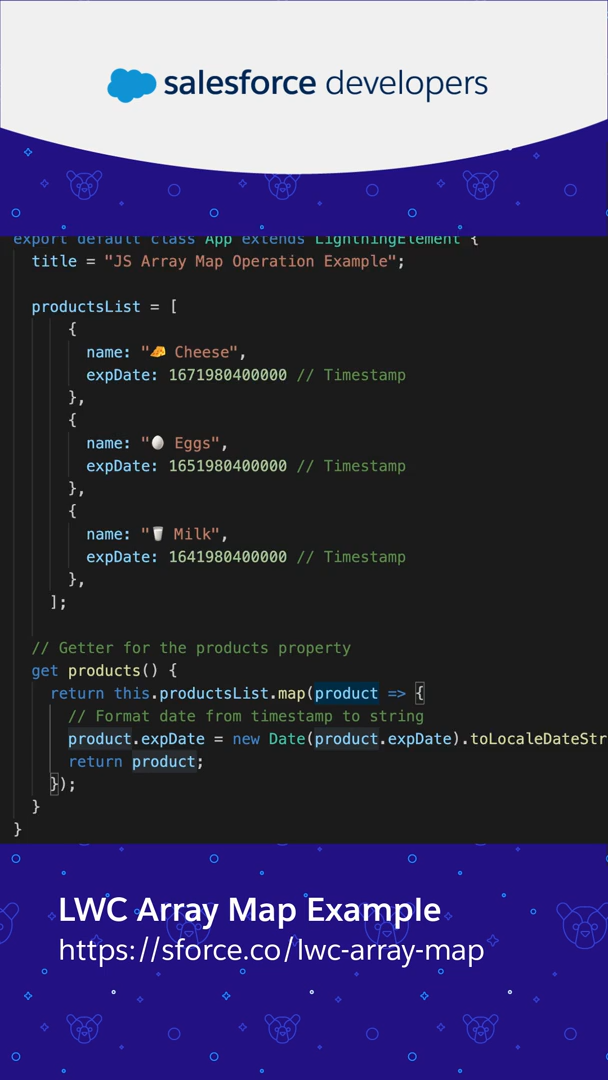 salesforce developers
export default class App extends LightningElement {
title = "JS Array Map Operation Example";
productsList = [
{
name: "🧀 Cheese",
expDate: 1671980400000 // Timestamp
},
{
name: "🥚 Eggs",
expDate: 1651980400000 // Timestamp
},
{
name: "🥛 Milk",
expDate: 1641980400000 // Timestamp
},
];
// Getter for the products property
get products() {
return this.productsList.map(product => {
// Format date from timestamp to string
product.expDate = new Date(product.expDate).toLocaleDateStr
return product;
});
}
}
LWC Array Map Example
https://sforce.co/lwc-array-map